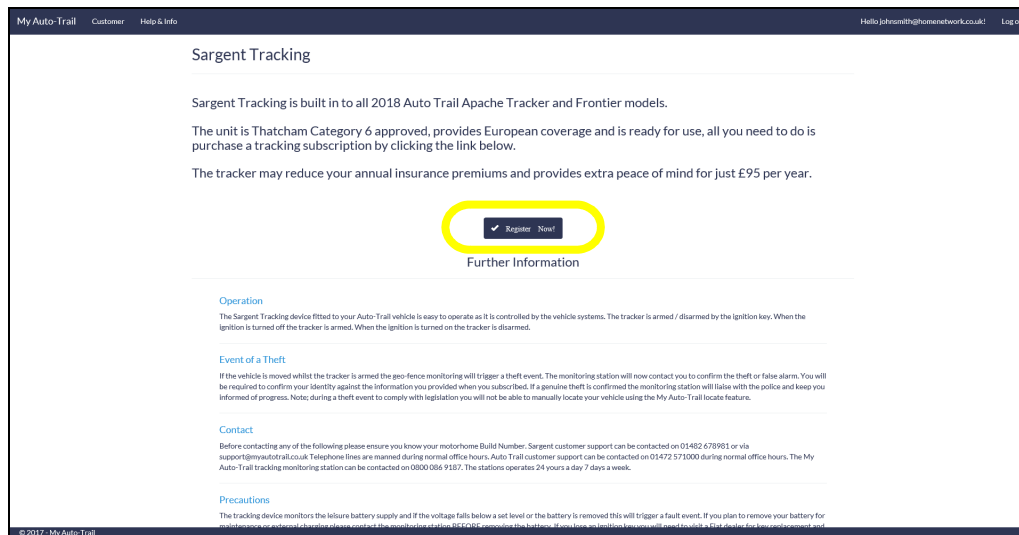 My Auto-Trail Customer Help & Info Hello johnsmith@homenetwork.co.uk! Log o
Sargent Tracking
Sargent Tracking is built in to all 2018 Auto Trail Apache Tracker and Frontier models.
The unit is Thatcham Category 6 approved, provides European coverage and is ready for use, all you need to do is
purchase a tracking subscription by clicking the link below.
The tracker may reduce your annual insurance premiums and provides extra peace of mind for just £95 per year.
✔ Register Now!
Further Information
Operation
The Sargent Tracking device fitted to your Auto-Trail vehicle is easy to operate as it is controlled by the vehicle systems. The tracker is armed / disarmed by the ignition key. When the
ignition is turned off the tracker is armed. When the ignition is turned on the tracker is disarmed.
Event of a Theft
If the vehicle is moved whilst the tracker is armed the geo-fence monitoring will trigger a theft event. The monitoring station will now contact you to confirm the theft or false alarm. You will
be required to confirm your identity against the information you provided when you subscribed. If a genuine theft is confirmed the monitoring station will liaise with the police and keep you
informed of progress. Note; during a theft event to comply with legislation you will not be able to manually locate your vehicle using the My Auto-Trail locate feature.
Contact
Before contacting any of the following please ensure you know your motorhome Build Number. Sargent customer support can be contacted on 01482 678981 or via
support@myautotrail.co.uk Telephone lines are manned during normal office hours. Auto Trail customer support can be contacted on 01472 571000 during normal office hours. The My
Auto-Trail tracking monitoring station can be contacted on 0800 086 9187. The stations operates 24 yours a day 7 days a week.
Precautions
The tracking device monitors the leisure battery supply and if the voltage falls below a set level or the battery is removed this will trigger a fault event. If you plan to remove your battery for
maintenance or external charging please contact the monitoring station BEFORE removing the battery. If you lose an ignition key you will need to visit a Fiat dealer for key replacement and
© 2017 - My Auto-Trail